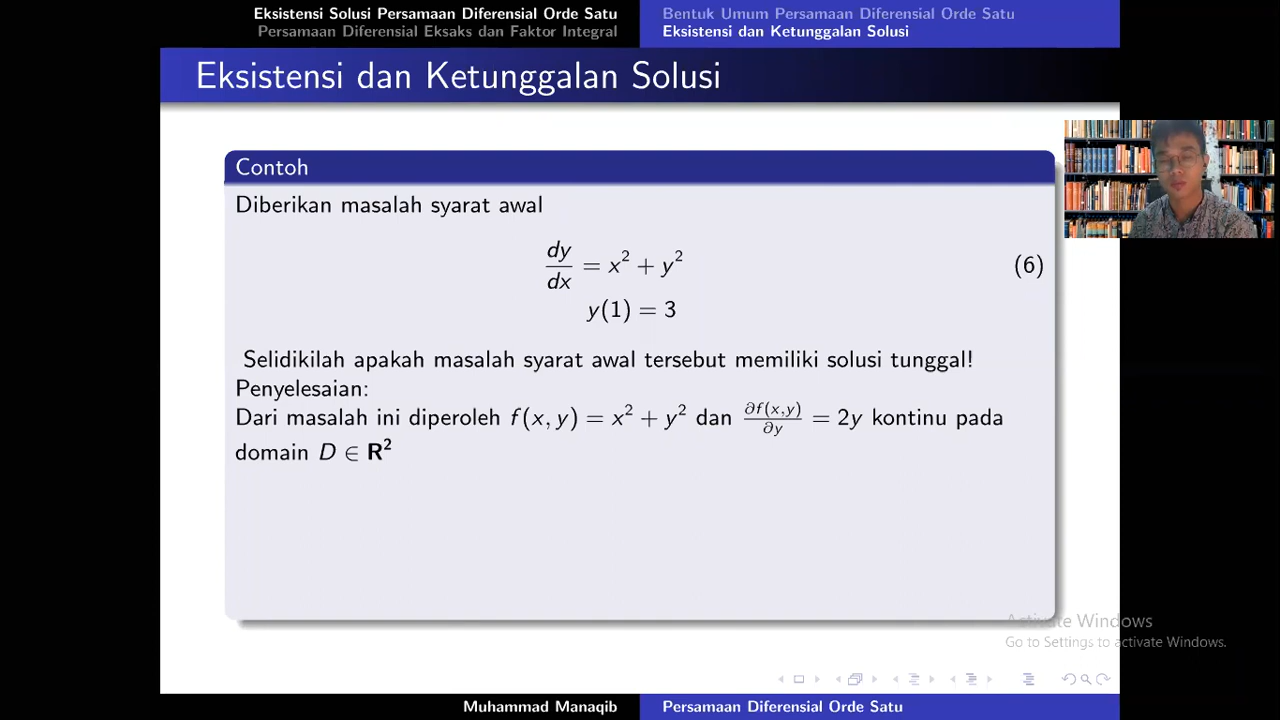 Eksistensi Solusi Persamaan Diferensial Orde Satu
Persamaan Diferensial Eksaks dan Faktor Integral
Bentuk Umum Persamaan Diferensial Orde Satu
Eksistensi dan Ketunggalan Solusi
Eksistensi dan Ketunggalan Solusi
Contoh
Diberikan masalah syarat awal
dy/dx = x² + y² (6)
y(1) = 3
Selidikilah apakah masalah syarat awal tersebut memiliki solusi tunggal!
Penyelesaian:
Dari masalah ini diperoleh f(x, y) = x² + y² dan ∂f(x,y)/∂y = 2y kontinu pada
domain D ∈ R²
Activate Windows
Go to Settings to activate Windows.
Muhammad Manaqib
Persamaan Diferensial Orde Satu